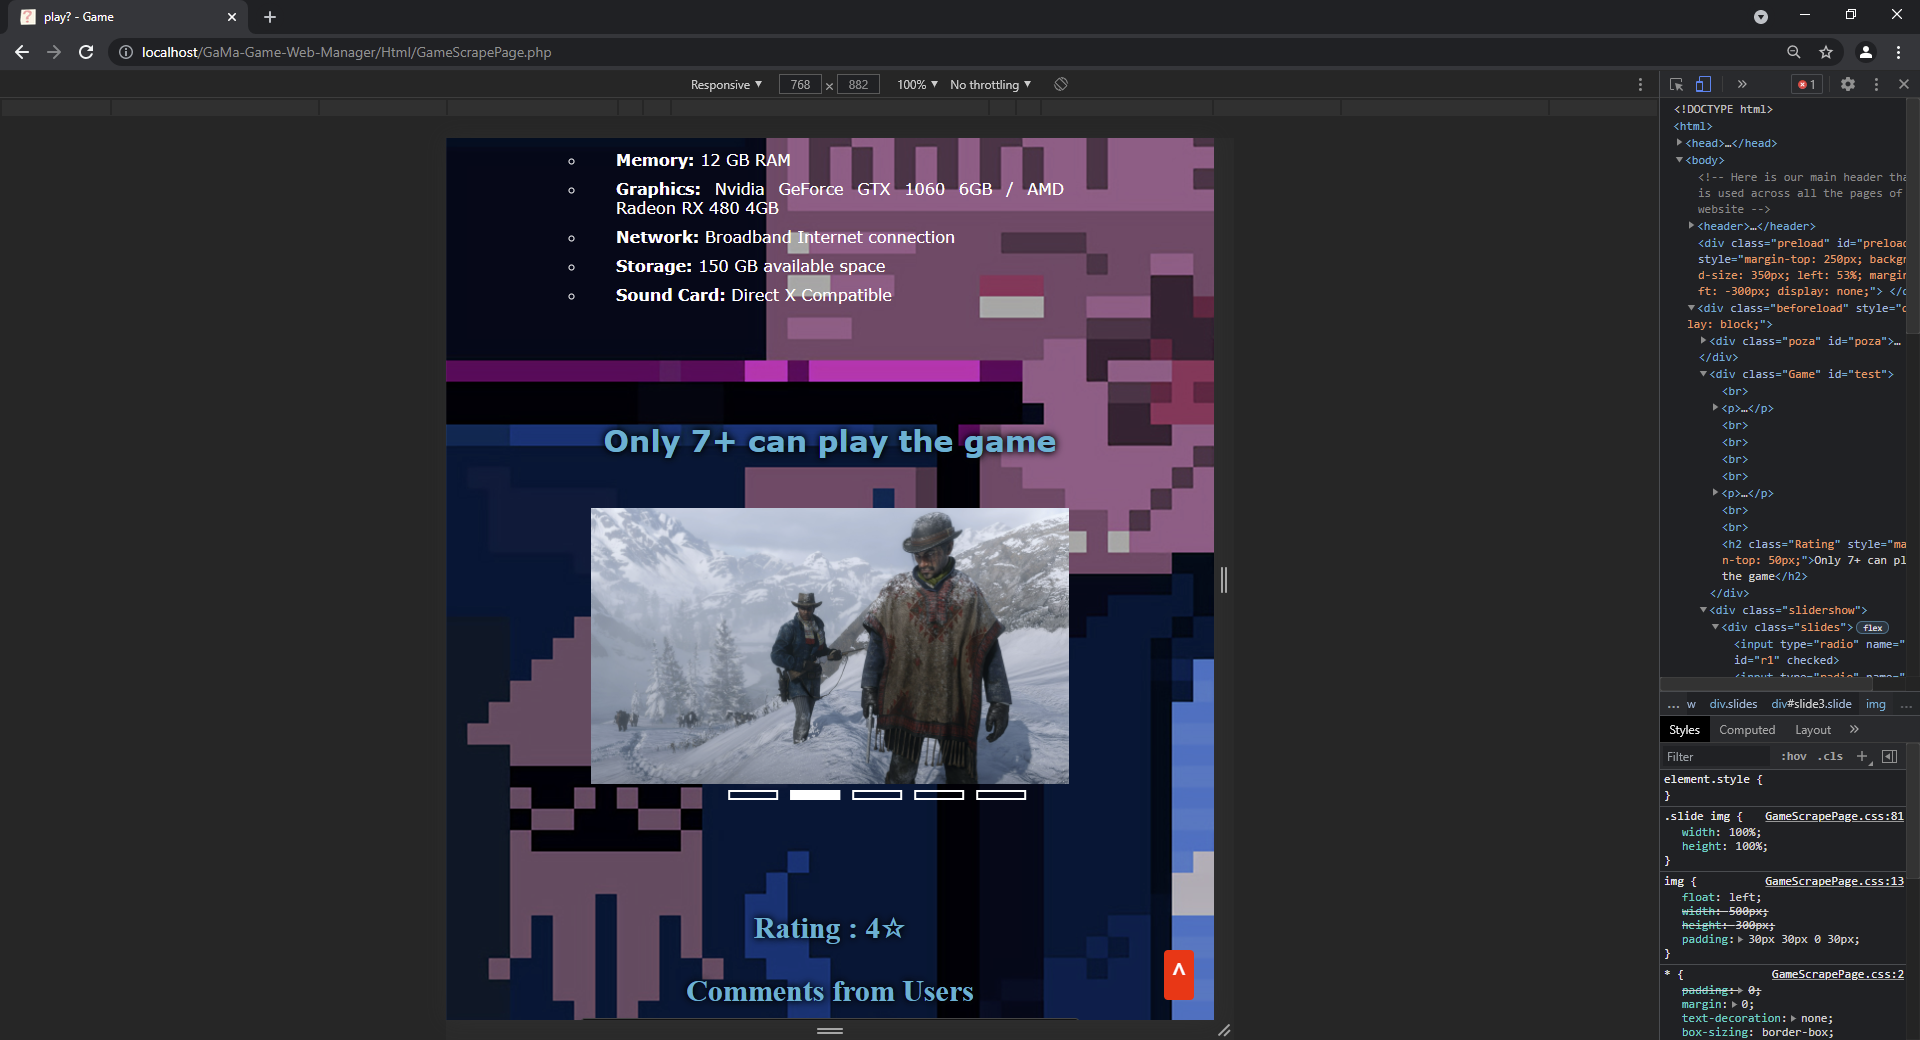 play? - Game
localhost/GaMa-Game-Web-Manager/Html/GameScrapePage.php
Responsive 768 × 882 100% No throttling
1
Memory: 12 GB RAM
Graphics: Nvidia GeForce GTX 1060 6GB / AMD
Radeon RX 480 4GB
Network: Broadband Internet connection
Storage: 150 GB available space
Sound Card: Direct X Compatible
Only 7+ can play the game
Rating : 4☆
Comments from Users
^
<!DOCTYPE html>
<html>
<head>…</head>
<body>
<!-- Here is our main header tha
is used across all the pages of
website -->
<header>…</header>
<div class="preload" id="preload
style="margin-top: 250px; backg
d-size: 350px; left: 53%; margin
ft: -300px; display: none;"> </d
<div class="beforeload" style="d
lay: block;">
<div class="poza" id="poza">…
</div>
<div class="Game" id="test">
<br>
<p>…</p>
<br>
<br>
<br>
<br>
<p>…</p>
<br>
<br>
<h2 class="Rating" style="ma
n-top: 50px;">Only 7+ can pl
the game</h2>
</div>
<div class="slidershow">
<div class="slides"> flex
<input type="radio" name="
id="r1" checked>
<input type="radio" name="
… w div.slides div#slide3.slide img …
Styles Computed Layout »
Filter :hov .cls +
element.style {
}
.slide img { GameScrapePage.css:81
width: 100%;
height: 100%;
}
img { GameScrapePage.css:13
float: left;
width: 500px;
height: 300px;
padding: 30px 30px 0 30px;
}
* { GameScrapePage.css:2
padding: 0;
margin: 0;
text-decoration: none;
box-sizing: border-box;